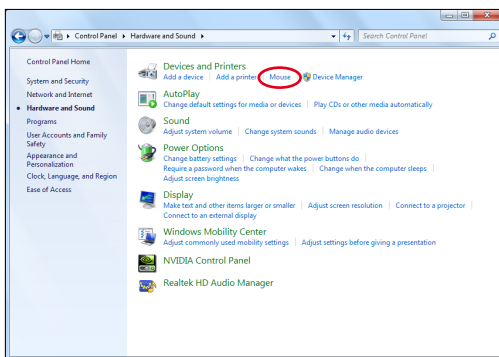 Control Panel ▸ Hardware and Sound ▸
Search Control Panel
Control Panel Home
System and Security
Network and Internet
Hardware and Sound
Programs
User Accounts and Family
Safety
Appearance and
Personalization
Clock, Language, and Region
Ease of Access
Devices and Printers
Add a device | Add a printer | Mouse | Device Manager
AutoPlay
Change default settings for media or devices | Play CDs or other media automatically
Sound
Adjust system volume | Change system sounds | Manage audio devices
Power Options
Change battery settings | Change what the power buttons do |
Require a password when the computer wakes | Change when the computer sleeps |
Adjust screen brightness
Display
Make text and other items larger or smaller | Adjust screen resolution | Connect to a projector |
Connect to an external display
Windows Mobility Center
Adjust commonly used mobility settings | Adjust settings before giving a presentation
NVIDIA Control Panel
Realtek HD Audio Manager